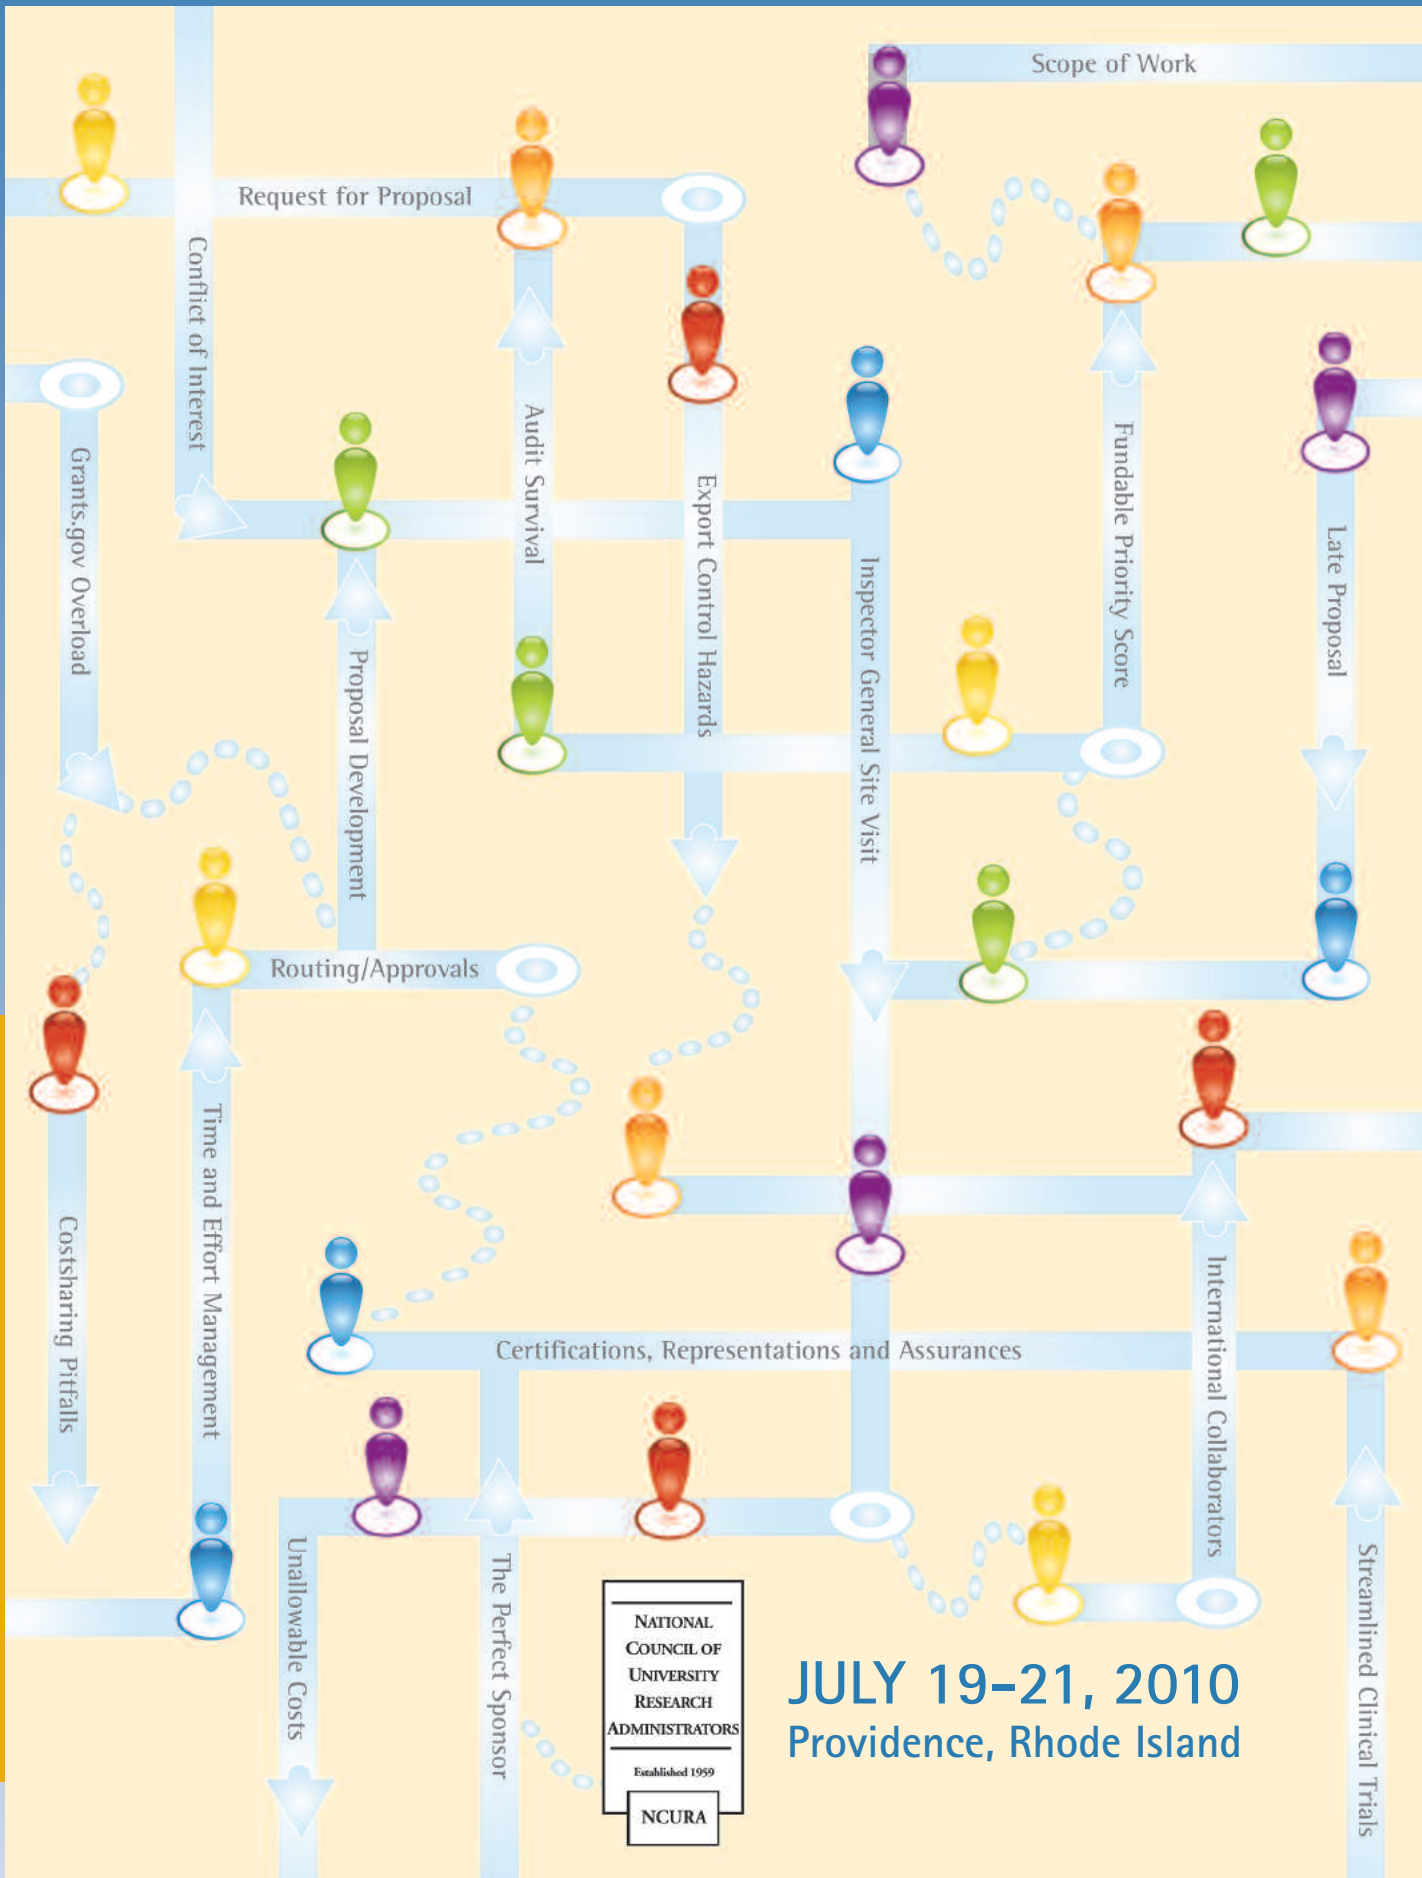 Scope of Work
Request for Proposal
Conflict of Interest
Audit Survival
Grants.gov Overload
Export Control Hazards
Fundable Priority Score
Late Proposal
Inspector General Site Visit
Proposal Development
Routing/Approvals
Time and Effort Management
Costsharing Pitfalls
International Collaborators
Certifications, Representations and Assurances
Unallowable Costs
The Perfect Sponsor
Streamlined Clinical Trials
NATIONAL
COUNCIL OF
UNIVERSITY
RESEARCH
ADMINISTRATORS
Established 1959
NCURA
JULY 19–21, 2010
Providence, Rhode Island